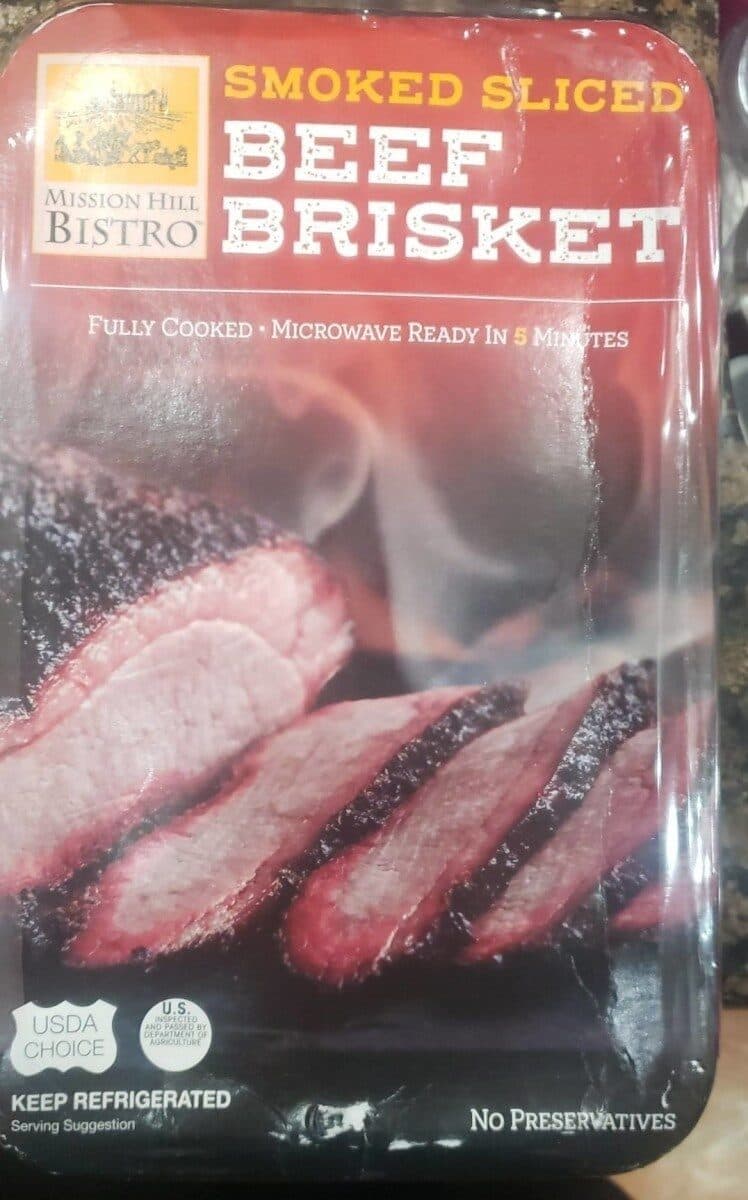 SMOKED SLICED
BEEF
BRISKET
MISSION HILL
BISTRO™
FULLY COOKED • MICROWAVE READY IN 5 MINUTES
USDA
CHOICE
U.S.
INSPECTED
AND PASSED BY
DEPARTMENT OF
AGRICULTURE
KEEP REFRIGERATED
Serving Suggestion
NO PRESERVATIVES